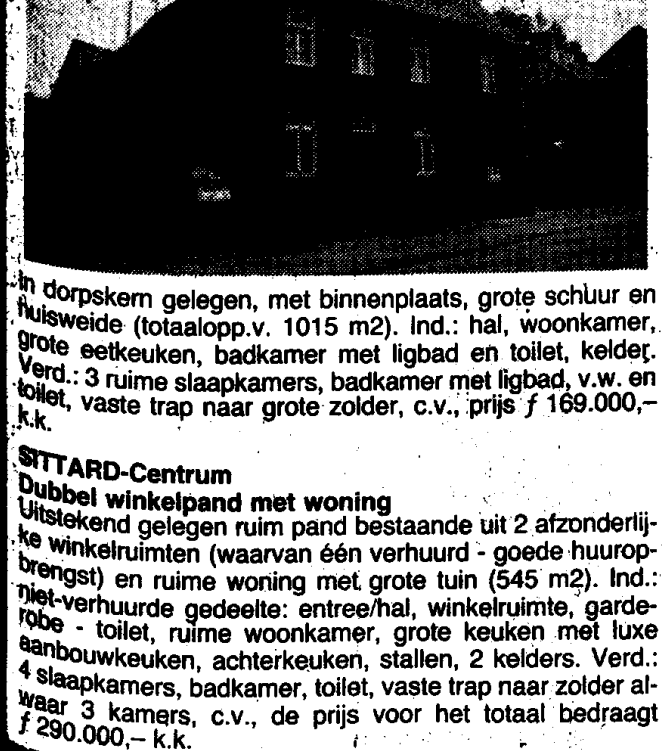 In dorpskern gelegen, met binnenplaats, grote schuur en
huisweide (totaalopp.v. 1015 m2). Ind.: hal, woonkamer,
grote eetkeuken, badkamer met ligbad en toilet, kelder.
Verd.: 3 ruime slaapkamers, badkamer met ligbad, v.w. en
toilet, vaste trap naar grote zolder, c.v., prijs ƒ 169.000,–
k.k.
SITTARD-Centrum
Dubbel winkelpand met woning
Uitstekend gelegen ruim pand bestaande uit 2 afzonderlij-
ke winkelruimten (waarvan één verhuurd - goede huurop-
brengst) en ruime woning met grote tuin (545 m2). Ind.:
niet-verhuurde gedeelte: entree/hal, winkelruimte, garde-
robe - toilet, ruime woonkamer, grote keuken met luxe
aanbouwkeuken, achterkeuken, stallen, 2 kelders. Verd.:
4 slaapkamers, badkamer, toilet, vaste trap naar zolder al-
waar 3 kamers, c.v., de prijs voor het totaal bedraagt
ƒ 290.000,– k.k.